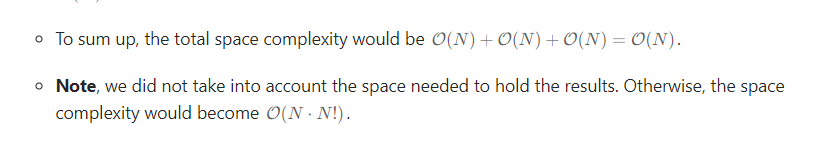 To sum up, the total space complexity would be O(N) + O(N) + O(N) = O(N).
Note, we did not take into account the space needed to hold the results. Otherwise, the space
complexity would become O(N · N!).